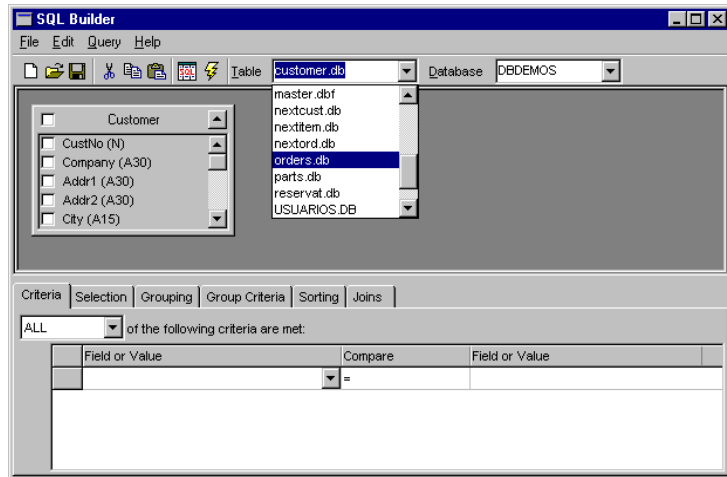 SQL Builder
File Edit Query Help
SQL Table customer.db Database DBDEMOS
master.dbf
nextcust.db
nextitem.db
nextord.db
orders.db
parts.db
reservat.db
USUARIOS.DB
Customer
CustNo (N)
Company (A30)
Addr1 (A30)
Addr2 (A30)
City (A15)
Criteria Selection Grouping Group Criteria Sorting Joins
ALL of the following criteria are met:
Field or Value Compare Field or Value
=